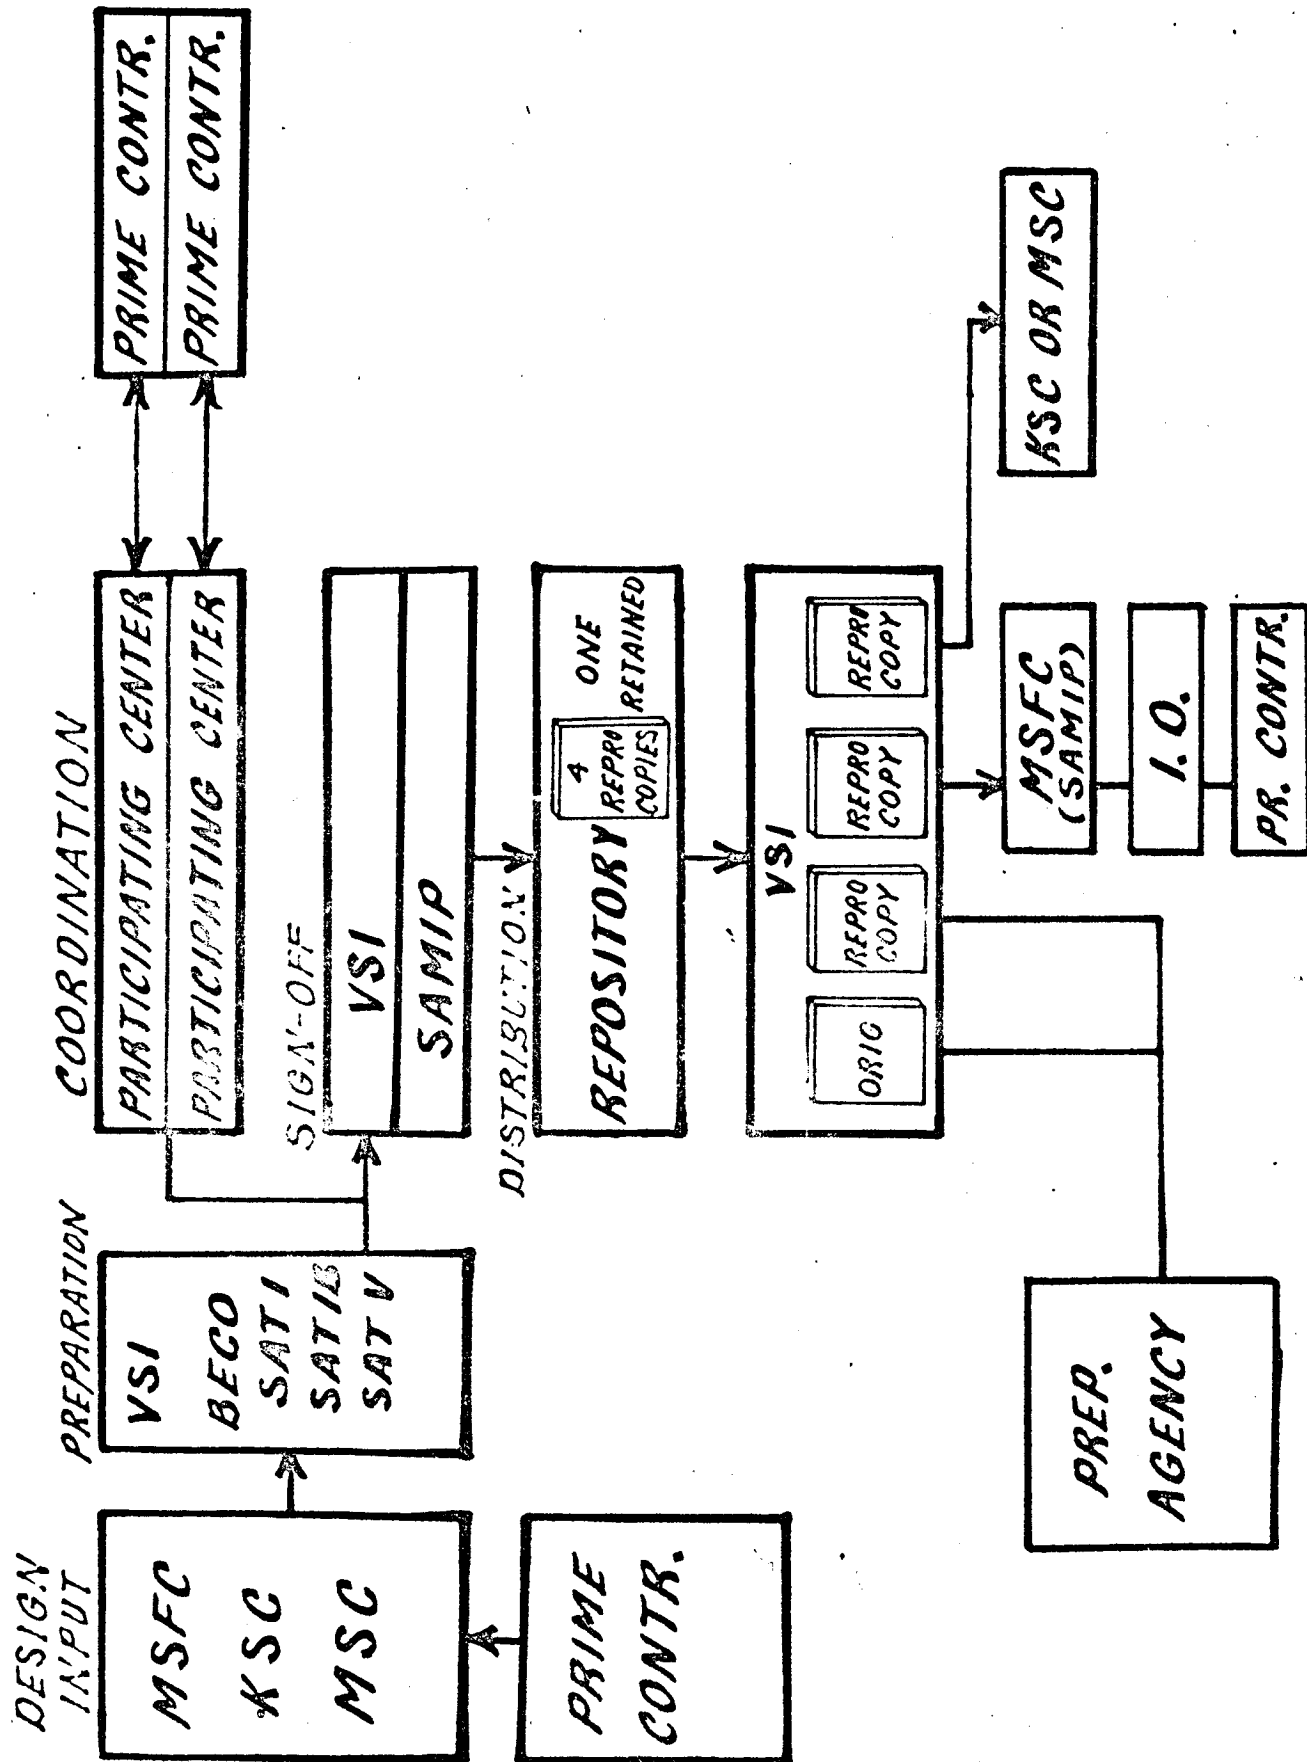 DESIGN
INPUT
MSFC
KSC
MSC
PRIME
CONTR.
PREPARATION
VSI
BECO
SAT I
SAT IB
SAT V
COORDINATION
PARTICIPATING CENTER
PARTICIPATING CENTER
PRIME CONTR.
PRIME CONTR.
SIGN-OFF
VSI
SAMIP
DISTRIBUTION
REPOSITORY
4
REPRO
COPIES
ONE
RETAINED
VSI
ORIG
REPRO
COPY
REPRO
COPY
REPRO
COPY
PREP.
AGENCY
MSFC
(SAMIP)
I.O.
PR. CONTR.
KSC OR MSC